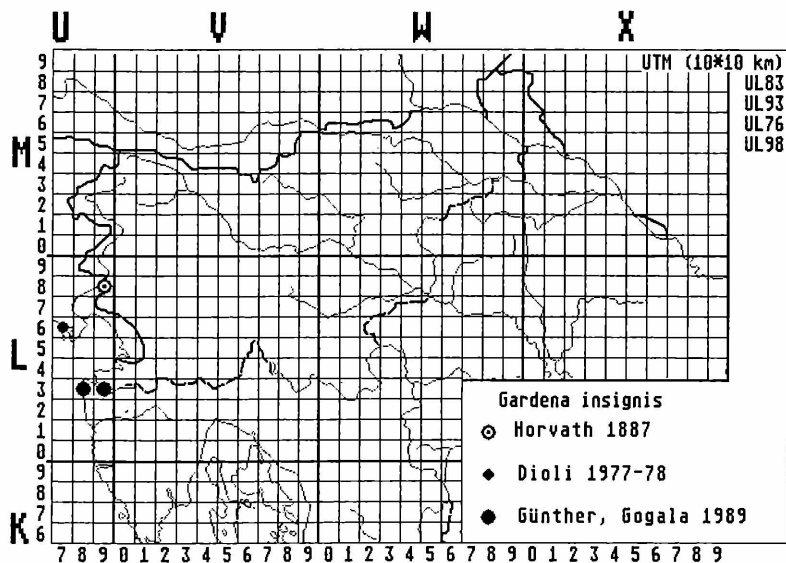 U V W X
9 UTM (10*10 km)
8 UL83
7 UL93
6 UL76
M 5 UL98
4
3
2
1
0
9
8
7
6
L 5
4
3 Gardena insignis
2
1 Horvath 1887
0
9
8 Dioli 1977-78
7
K 6 Günther, Gogala 1989
7 8 9 0 1 2 3 4 5 6 7 8 9 0 1 2 3 4 5 6 7 8 9 0 1 2 3 4 5 6 7 8 9